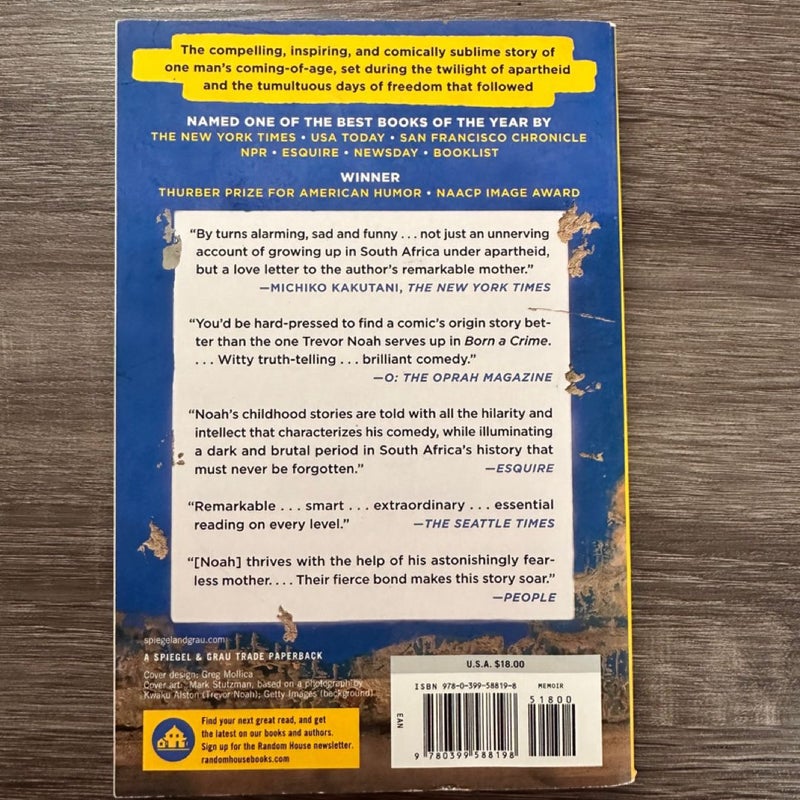 The compelling, inspiring, and comically sublime story of
one man's coming-of-age, set during the twilight of apartheid
and the tumultuous days of freedom that followed
NAMED ONE OF THE BEST BOOKS OF THE YEAR BY
THE NEW YORK TIMES • USA TODAY • SAN FRANCISCO CHRONICLE
NPR • ESQUIRE • NEWSDAY • BOOKLIST
WINNER
THURBER PRIZE FOR AMERICAN HUMOR • NAACP IMAGE AWARD
“By turns alarming, sad and funny . . . not just an unnerving
account of growing up in South Africa under apartheid,
but a love letter to the author's remarkable mother.”
—MICHIKO KAKUTANI, THE NEW YORK TIMES
“You'd be hard-pressed to find a comic's origin story bet-
ter than the one Trevor Noah serves up in Born a Crime.
. . . Witty truth-telling . . . brilliant comedy.”
—O: THE OPRAH MAGAZINE
“Noah's childhood stories are told with all the hilarity and
intellect that characterizes his comedy, while illuminating
a dark and brutal period in South Africa's history that
must never be forgotten.” —ESQUIRE
“Remarkable . . . smart . . . extraordinary . . . essential
reading on every level.” —THE SEATTLE TIMES
“[Noah] thrives with the help of his astonishingly fear-
less mother. . . . Their fierce bond makes this story soar.”
—PEOPLE
spiegelandgrau.com
A SPIEGEL & GRAU TRADE PAPERBACK
Cover design: Greg Mollica
Cover art: Mark Stutzman, based on a photograph by
Kwaku Alston (Trevor Noah); Getty Images (background)
Find your next great read, and get
the latest on our books and authors.
Sign up for the Random House newsletter.
randomhousebooks.com
U.S.A. $18.00
ISBN 978-0-399-58819-8 MEMOIR
51800
EAN
9 780399 588198